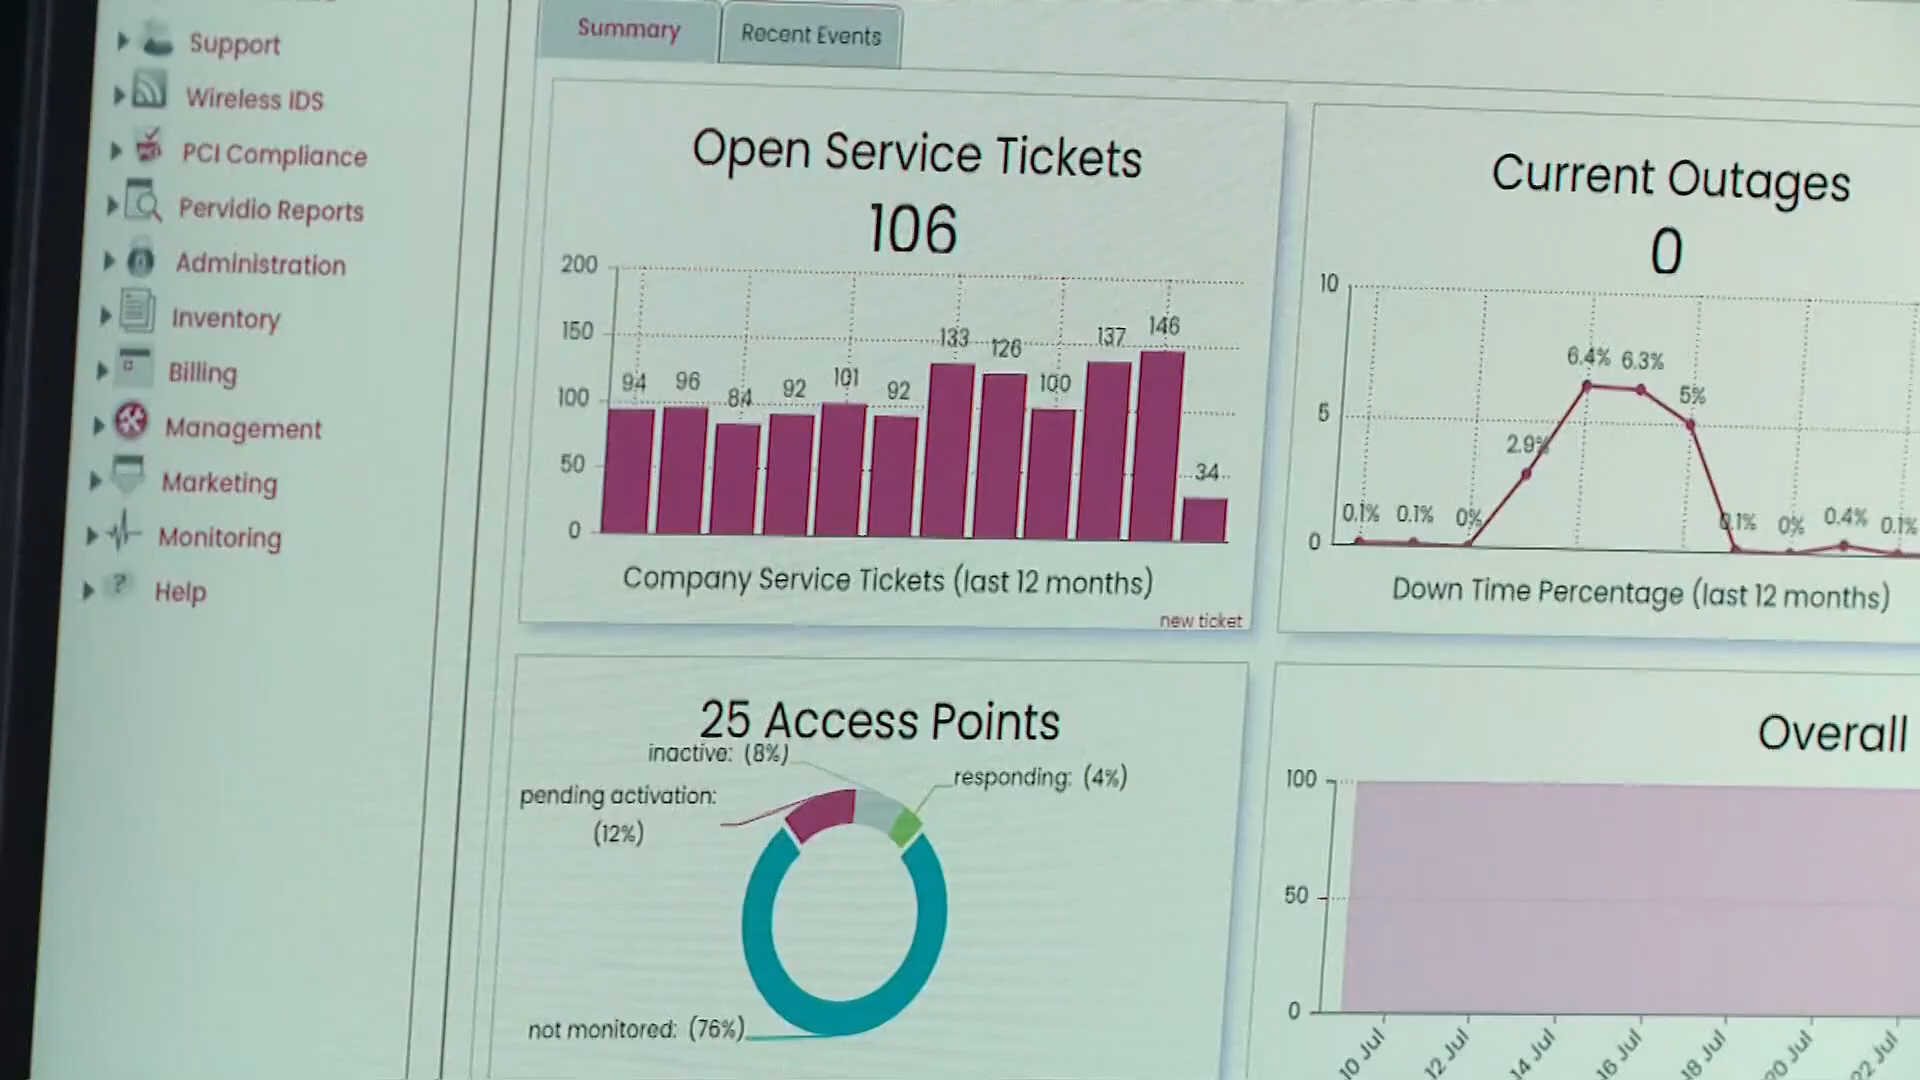 Support
Wireless IDS
PCI Compliance
Pervidio Reports
Administration
Inventory
Billing
Management
Marketing
Monitoring
Help
Summary
Recent Events
Open Service Tickets
106
200
150
100
50
0
94
96
84
92
101
92
133
126
100
137
146
34
Company Service Tickets (last 12 months)
new ticket
Current Outages
0
10
5
0
0.1%
0.1%
0%
2.9%
6.4%
6.3%
5%
0.1%
0%
0.4%
0.1%
Down Time Percentage (last 12 months)
25 Access Points
inactive: (8%)
responding: (4%)
pending activation:
(12%)
not monitored: (76%)
Overall
100
50
0
10 Jul
12 Jul
14 Jul
16 Jul
18 Jul
20 Jul
22 Jul